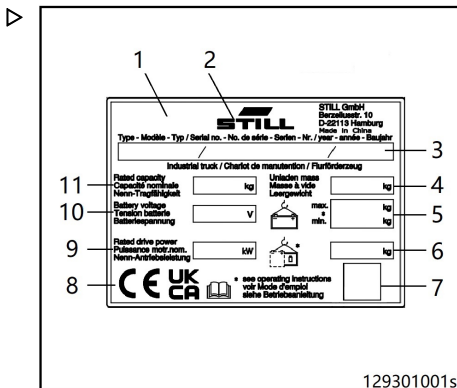 1
2
STILL
STILL GmbH
Berzeliusstr. 10
D-22113 Hamburg
Made in China
Type - Modèle - Typ / Serial no. - No. de série - Serien - Nr. / year - année - Baujahr
/ /
3
Industrial truck / Chariot de manutention / Flurförderzeug
11
Rated capacity
Capacité nominale
Nenn-Tragfähigkeit
kg
Unladen mass
Masse à vide
Leergewicht
kg
4
10
Battery voltage
Tension batterie
Batteriespannung
V
max.
*
min.
kg
kg
5
9
Rated drive power
Puissance motr.nom.
Nenn-Antriebsleistung
kW
*
kg
6
8
CE
UK
CA
* see operating instructions
voir Mode d'emploi
siehe Betriebsanleitung
7
129301001s